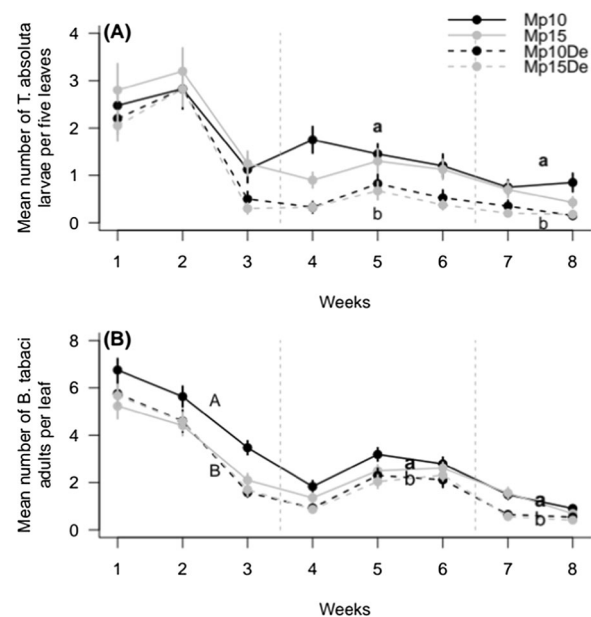 (A)
Mp10
Mp15
Mp10De
Mp15De
Mean number of T. absoluta
larvae per five leaves
4
3
2
1
0
a
b
a
b
1 2 3 4 5 6 7 8
Weeks
(B)
Mean number of B. tabaci
adults per leaf
8
6
4
2
0
A
B
a
b
a
b
1 2 3 4 5 6 7 8
Weeks